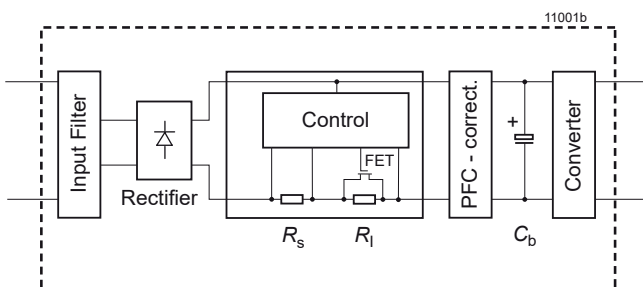 11001b
Input Filter
Rectifier
Control
FET
Rs
Rl
PFC - correct.
+
Cb
Converter